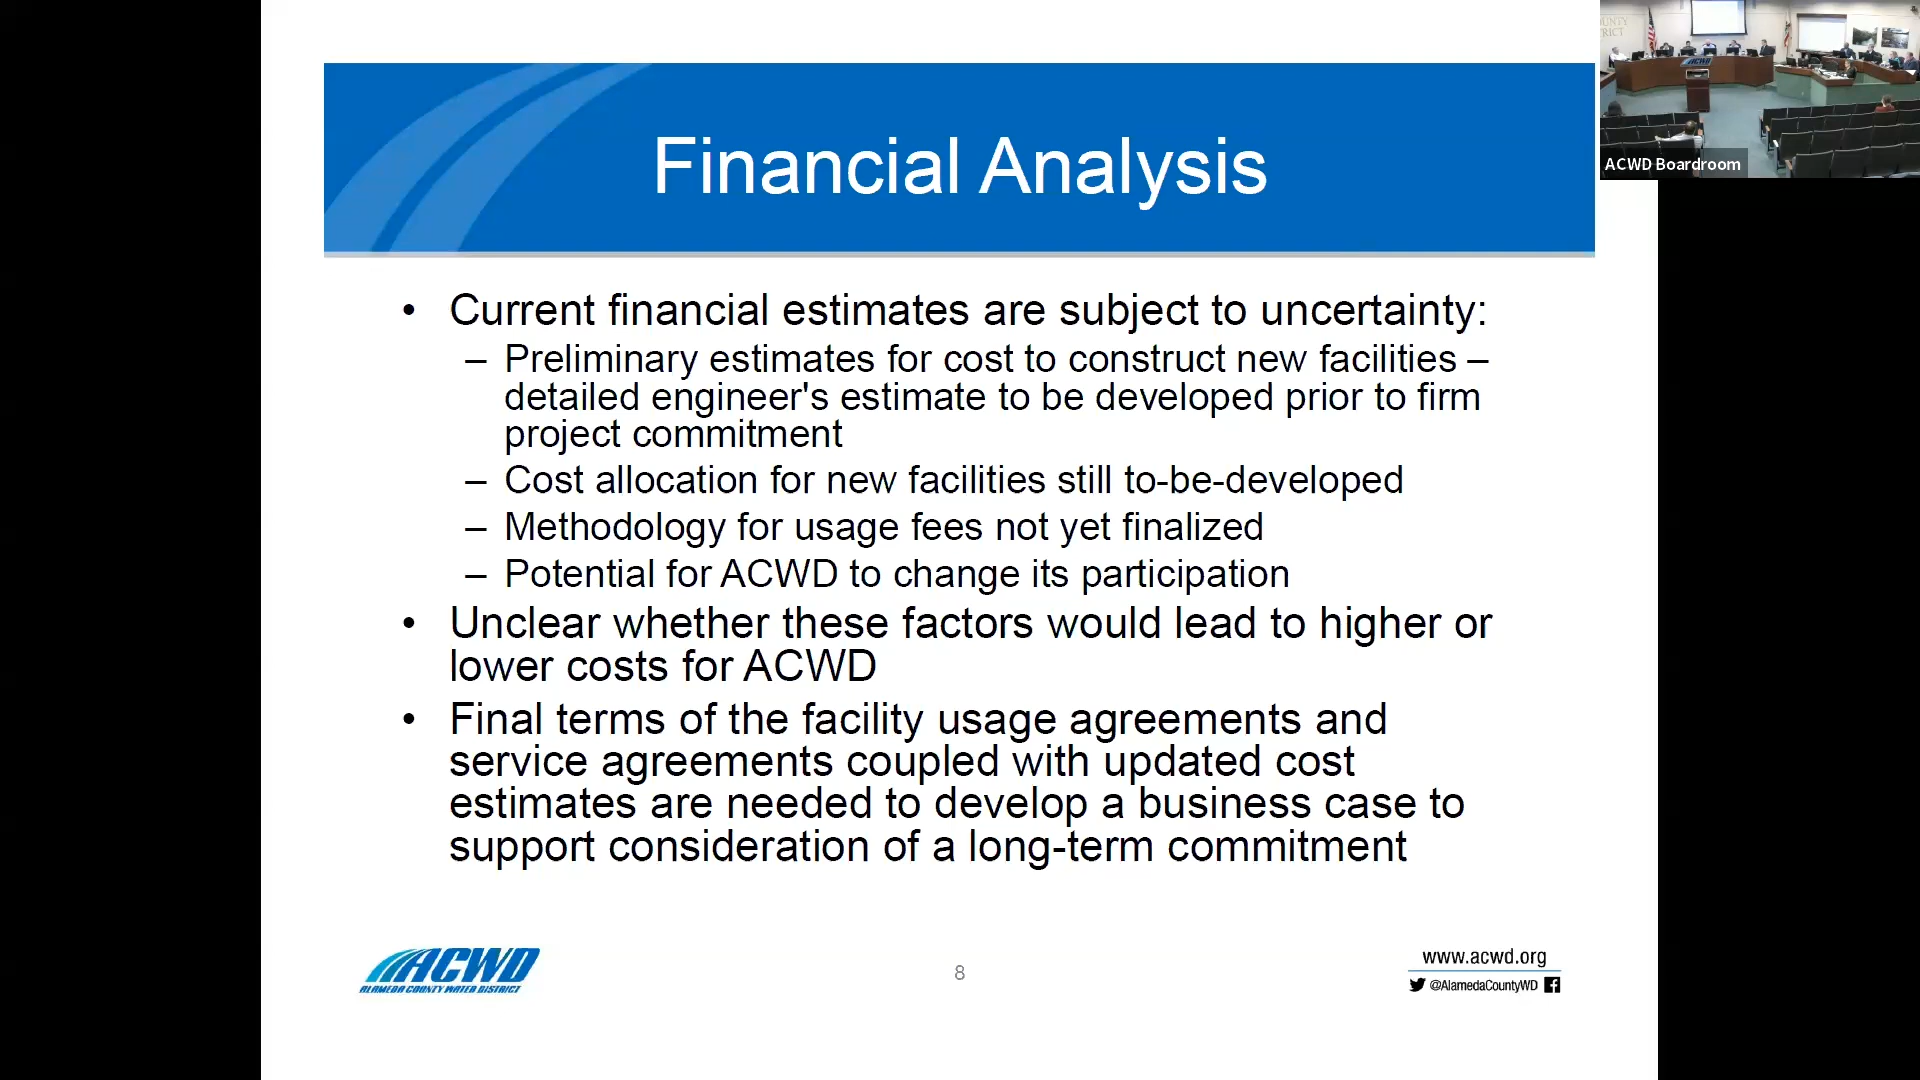 Financial Analysis
• Current financial estimates are subject to uncertainty:
– Preliminary estimates for cost to construct new facilities –
detailed engineer's estimate to be developed prior to firm
project commitment
– Cost allocation for new facilities still to-be-developed
– Methodology for usage fees not yet finalized
– Potential for ACWD to change its participation
• Unclear whether these factors would lead to higher or
lower costs for ACWD
• Final terms of the facility usage agreements and
service agreements coupled with updated cost
estimates are needed to develop a business case to
support consideration of a long-term commitment
ACWD
ALAMEDA COUNTY WATER DISTRICT
8
www.acwd.org
@AlamedaCountyWD
ACWD Boardroom
ACWD